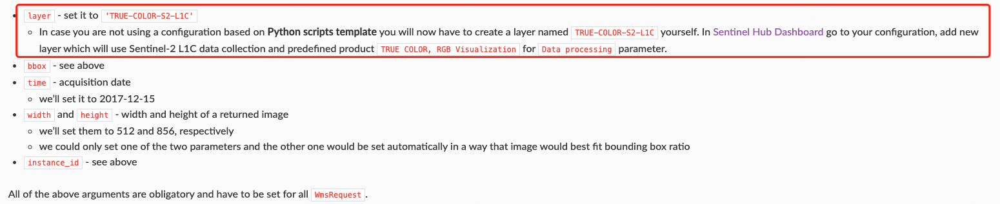 layer - set it to 'TRUE-COLOR-S2-L1C'
In case you are not using a configuration based on Python scripts template you will now have to create a layer named TRUE-COLOR-S2-L1C yourself. In Sentinel Hub Dashboard go to your configuration, add new
layer which will use Sentinel-2 L1C data collection and predefined product TRUE COLOR, RGB Visualization for Data processing parameter.
bbox - see above
time - acquisition date
we'll set it to 2017-12-15
width and height - width and height of a returned image
we'll set them to 512 and 856, respectively
we could only set one of the two parameters and the other one would be set automatically in a way that image would best fit bounding box ratio
instance_id - see above
All of the above arguments are obligatory and have to be set for all WmsRequest.